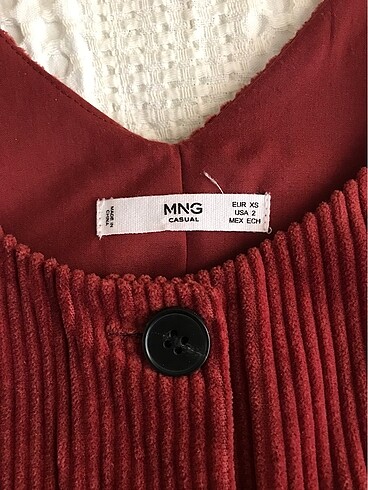 MADE IN
CHINA
MNG
CASUAL
EUR XS
USA 2
MEX ECH